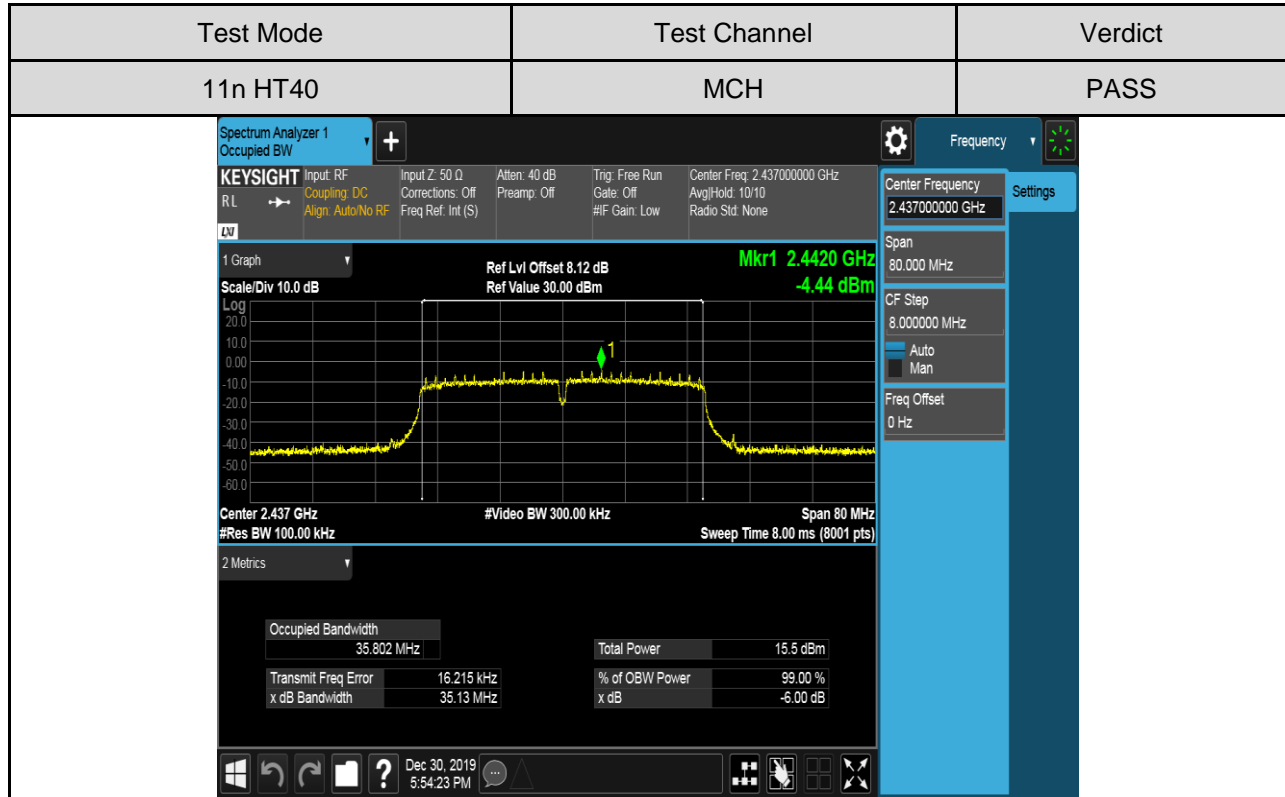 Test Mode Test Channel Verdict
11n HT40 MCH PASS
Spectrum Analyzer 1
Occupied BW
+
Frequency
KEYSIGHT Input: RF Input Z: 50 Ω Atten: 40 dB Trig: Free Run Center Freq: 2.437000000 GHz
RL Coupling: DC Corrections: Off Preamp: Off Gate: Off Avg|Hold: 10/10
Align: Auto/No RF Freq Ref: Int (S) #IF Gain: Low Radio Std: None
LXI
Center Frequency
2.437000000 GHz
Settings
Span
80.000 MHz
CF Step
8.000000 MHz
Auto
Man
Freq Offset
0 Hz
1 Graph Ref Lvl Offset 8.12 dB Mkr1 2.4420 GHz
Scale/Div 10.0 dB Ref Value 30.00 dBm -4.44 dBm
Log
20.0
10.0
1
0.00
-10.0
-20.0
-30.0
-40.0
-50.0
-60.0
Center 2.437 GHz #Video BW 300.00 kHz Span 80 MHz
#Res BW 100.00 kHz Sweep Time 8.00 ms (8001 pts)
2 Metrics
Occupied Bandwidth
35.802 MHz Total Power 15.5 dBm
Transmit Freq Error 16.215 kHz % of OBW Power 99.00 %
x dB Bandwidth 35.13 MHz x dB -6.00 dB
? Dec 30, 2019
5:54:23 PM